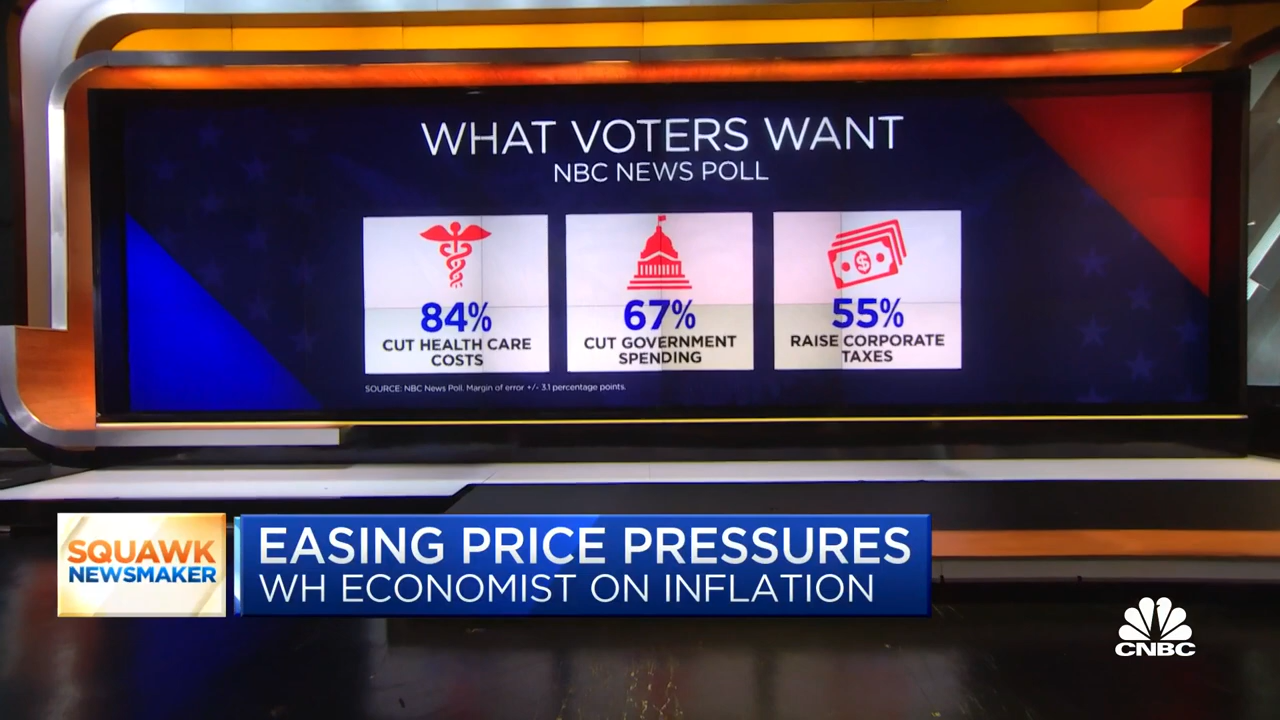 WHAT VOTERS WANT
NBC NEWS POLL
84%
CUT HEALTH CARE
COSTS
67%
CUT GOVERNMENT
SPENDING
55%
RAISE CORPORATE
TAXES
SOURCE: NBC News Poll. Margin of error +/- 3.1 percentage points.
SQUAWK
NEWSMAKER
EASING PRICE PRESSURES
WH ECONOMIST ON INFLATION
CNBC